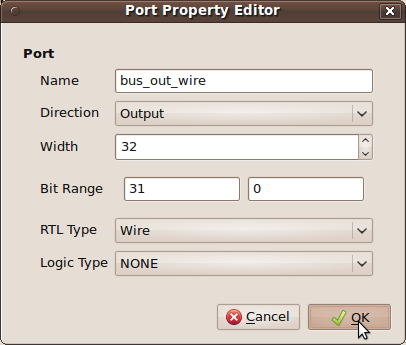 Port Property Editor
Port
Name bus_out_wire
Direction Output
Width 32
Bit Range 31 0
RTL Type Wire
Logic Type NONE
Cancel OK